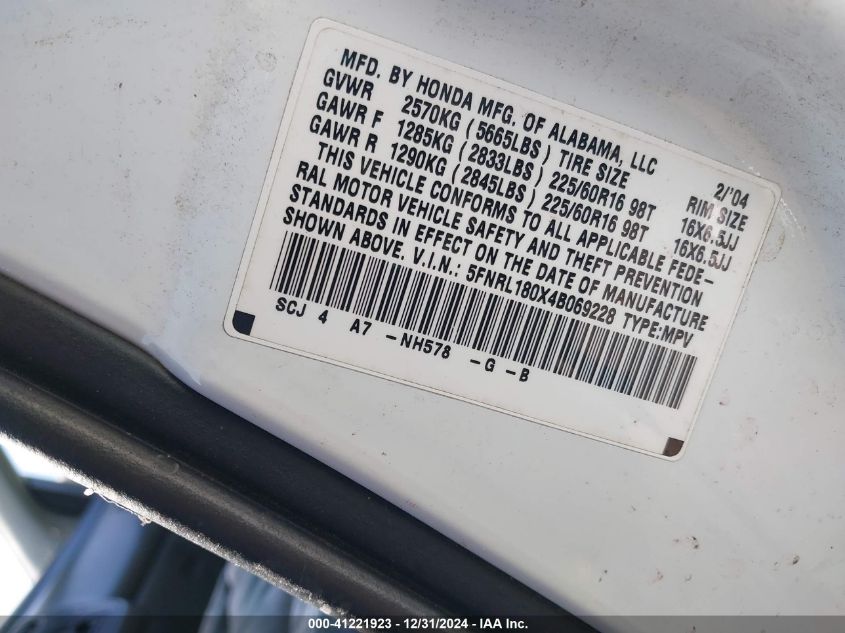 MFD. BY HONDA MFG. OF ALABAMA, LLC 2/'04
GVWR 2570KG (5665LBS) TIRE SIZE RIM SIZE
GAWR F 1285KG (2833LBS) 225/60R16 98T 16X6.5JJ
GAWR R 1290KG (2845LBS) 225/60R16 98T 16X6.5JJ
THIS VEHICLE CONFORMS TO ALL APPLICABLE FEDE-
RAL MOTOR VEHICLE SAFETY AND THEFT PREVENTION
STANDARDS IN EFFECT ON THE DATE OF MANUFACTURE
SHOWN ABOVE. V.I.N.: 5FNRL180X4B069228 TYPE:MPV
SCJ 4 A7 -NH578 -G -B
000-41221923 - 12/31/2024 - IAA Inc.